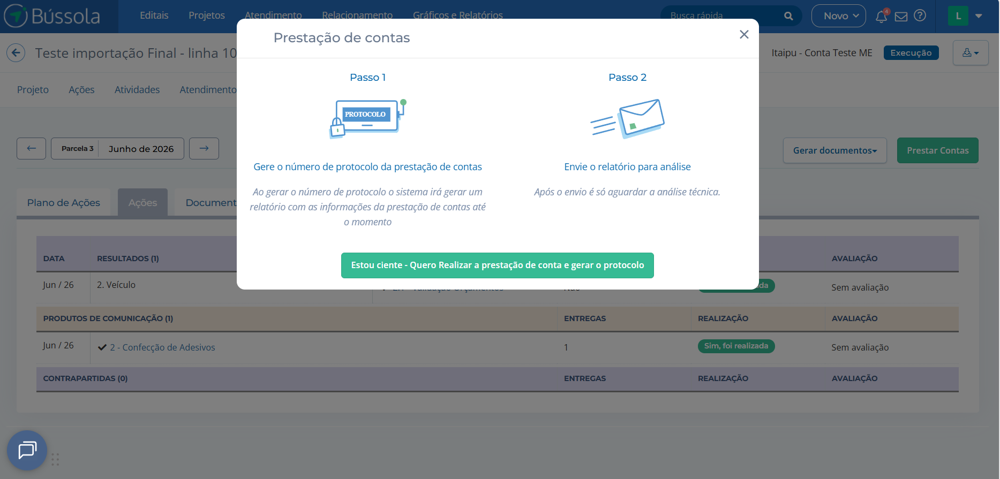 Bússola
Editais Projetos Atendimento Relacionamento Gráficos e Relatórios
Busca rápida
Novo
4
L
Prestação de contas
Teste importação Final - linha 10
Itaipu - Conta Teste ME
Execução
Projeto Ações Atividades Atendimento
Passo 1
PROTOCOLO
Gere o número de protocolo da prestação de contas
Ao gerar o número de protocolo o sistema irá gerar um
relatório com as informações da prestação de contas até
o momento
Passo 2
Envie o relatório para análise
Após o envio é só aguardar a análise técnica.
Estou ciente - Quero Realizar a prestação de conta e gerar o protocolo
Parcela 3 Junho de 2026
Gerar documentos
Prestar Contas
Plano de Ações Ações Document
DATA RESULTADOS (1) AVALIAÇÃO
Jun / 26 2. Veículo Sem avaliação
PRODUTOS DE COMUNICAÇÃO (1) ENTREGAS REALIZAÇÃO AVALIAÇÃO
Jun / 26 2 - Confecção de Adesivos 1 Sim, foi realizada Sem avaliação
CONTRAPARTIDAS (0) ENTREGAS REALIZAÇÃO AVALIAÇÃO